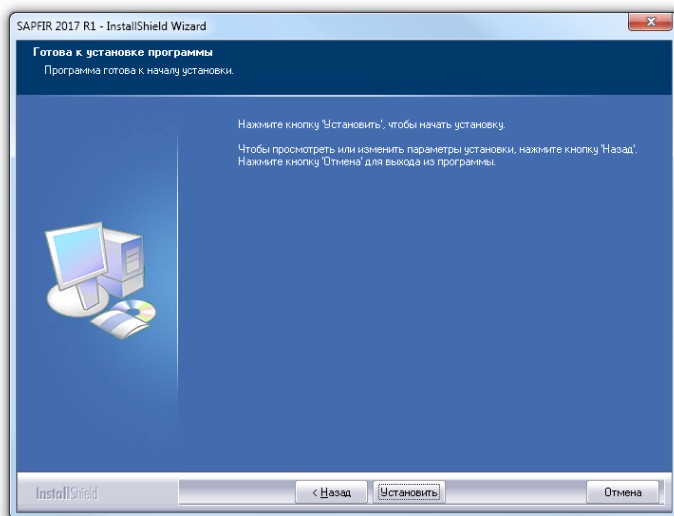 SAPFIR 2017 R1 - InstallShield Wizard
Готова к установке программы
Программа готова к началу установки.
Нажмите кнопку 'Установить', чтобы начать установку.
Чтобы просмотреть или изменить параметры установки, нажмите кнопку 'Назад'.
Нажмите кнопку 'Отмена' для выхода из программы.
InstallShield
< Назад
Установить
Отмена